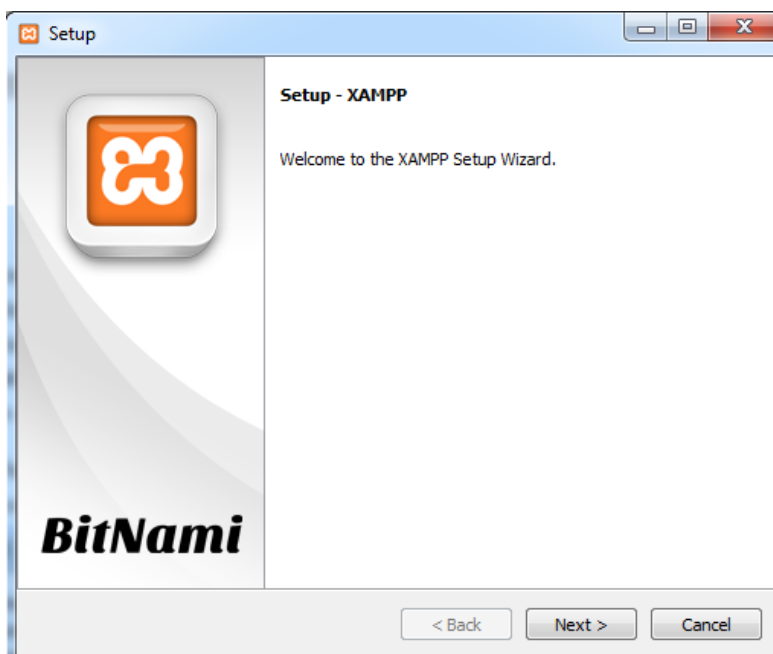 Setup
Setup - XAMPP
Welcome to the XAMPP Setup Wizard.
BitNami
< Back
Next >
Cancel